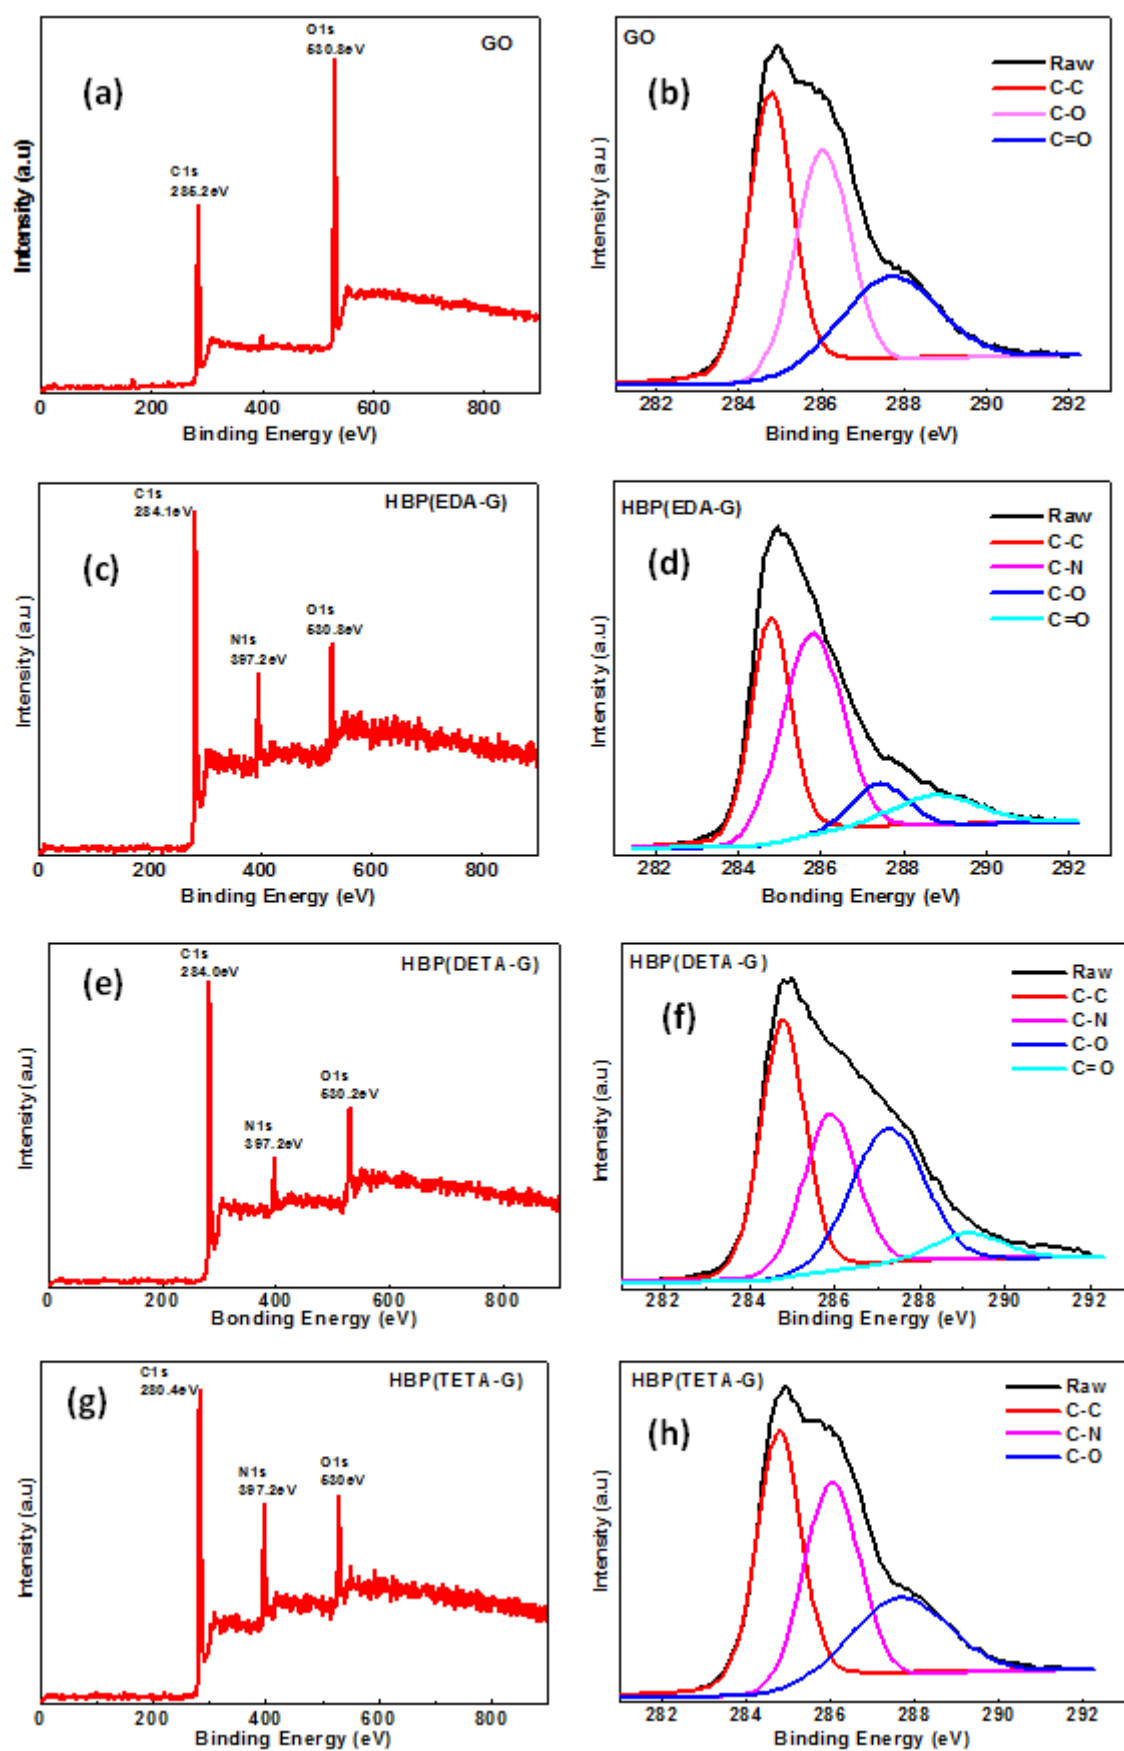 O1s
530.8eV
GO
(a)
C1s
285.2eV
Intensity (a.u)
0 200 400 600 800
Binding Energy (eV)
GO
(b)
Raw
C-C
C-O
C=O
Intensity (a.u)
282 284 286 288 290 292
Binding Energy (eV)
C1s
284.1eV
HBP(EDA-G)
(c)
N1s
397.2eV
O1s
530.8eV
Intensity (a.u)
0 200 400 600 800
Binding Energy (eV)
HBP(EDA-G)
(d)
Raw
C-C
C-N
C-O
C=O
Intensity (a.u)
282 284 286 288 290 292
Bonding Energy (eV)
C1s
284.0eV
HBP(DETA-G)
(e)
O1s
530.2eV
N1s
397.2eV
Intensity (a.u)
0 200 400 600 800
Bonding Energy (eV)
HBP(DETA-G)
(f)
Raw
C-C
C-N
C-O
C=O
Intensity (a.u)
282 284 286 288 290 292
Binding Energy (eV)
C1s
280.4eV
HBP(TETA-G)
(g)
N1s
397.2eV
O1s
530eV
Intensity (a.u)
0 200 400 600 800
Binding Energy (eV)
HBP(TETA-G)
(h)
Raw
C-C
C-N
C-O
Intensity (a.u)
282 284 286 288 290 292
Binding Energy (eV)